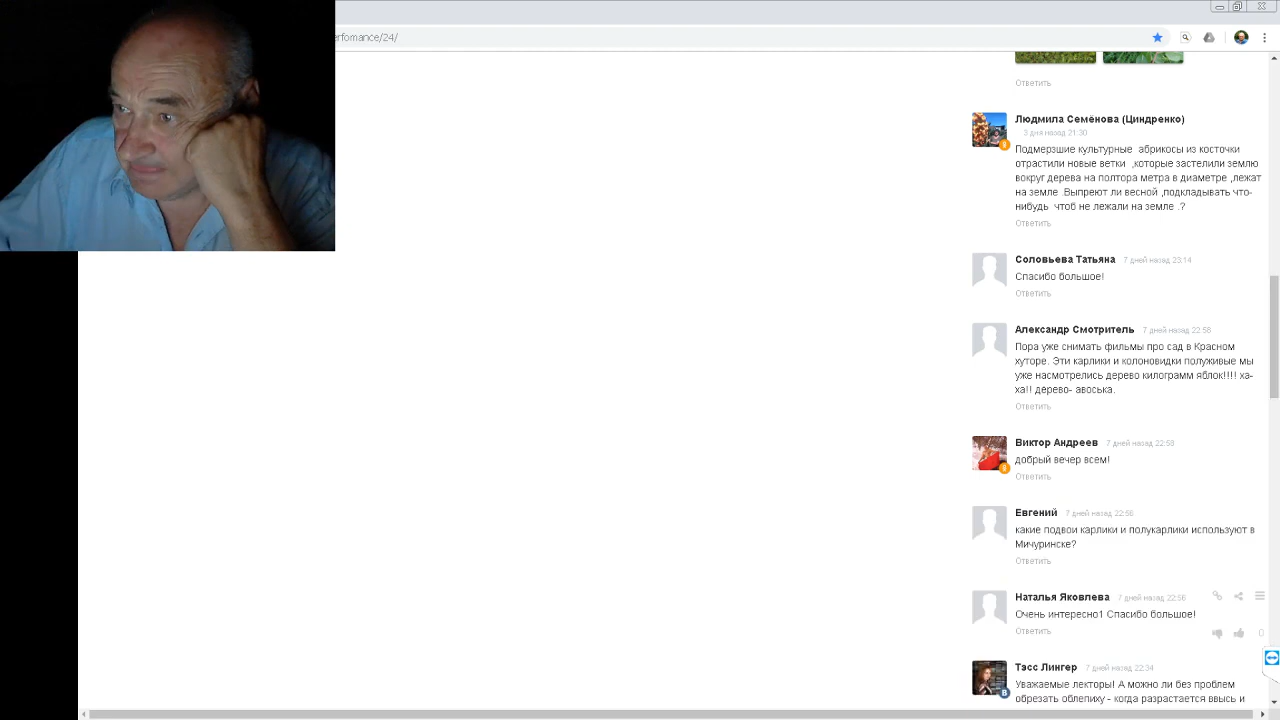 erfomance/24/
Ответить
Людмила Семёнова (Циндренко)
3 дня назад 21:30
Подмерзшие культурные абрикосы из косточки
отрастили новые ветки ,которые застелили землю
вокруг дерева на полтора метра в диаметре ,лежат
на земле .Выпреют ли весной ,подкладывать что-
нибудь чтоб не лежали на земле .?
Ответить
Соловьева Татьяна 7 дней назад 23:14
Спасибо большое!
Ответить
Александр Смотритель 7 дней назад 22:58
Пора уже снимать фильмы про сад в Красном
хуторе. Эти карлики и колоновидки полуживые мы
уже насмотрелись дерево килограмм яблок!!!! ха-
ха!! дерево- авоська.
Ответить
Виктор Андреев 7 дней назад 22:58
добрый вечер всем!
Ответить
Евгений 7 дней назад 22:56
какие подвои карлики и полукарлики используют в
Мичуринске?
Ответить
Наталья Яковлева 7 дней назад 22:56
Очень интересно1 Спасибо большое!
Ответить
0
Тэсс Лингер 7 дней назад 22:34
Уважаемые лекторы! А можно ли без проблем
обрезать облепиху - когда разрастается ввысь и